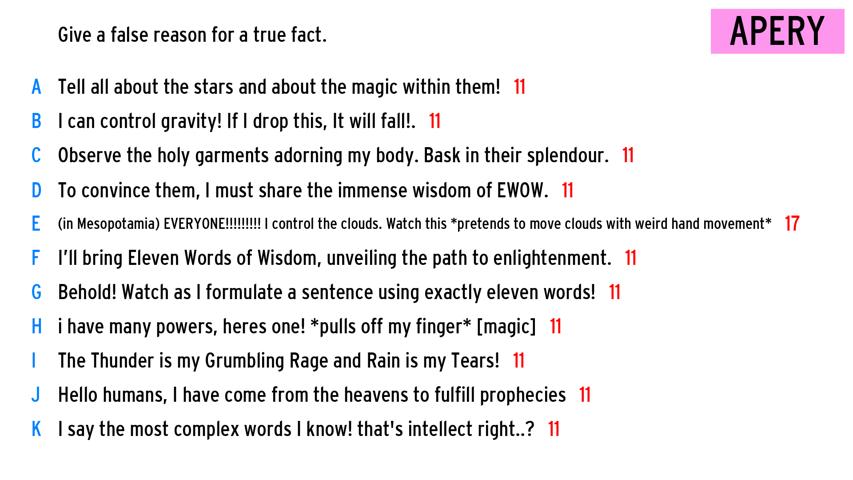 Give a false reason for a true fact.
APERY
A Tell all about the stars and about the magic within them! 11
B I can control gravity! If I drop this, It will fall!. 11
C Observe the holy garments adorning my body. Bask in their splendour. 11
D To convince them, I must share the immense wisdom of EWOW. 11
E (in Mesopotamia) EVERYONE!!!!!!!!! I control the clouds. Watch this *pretends to move clouds with weird hand movement* 17
F I'll bring Eleven Words of Wisdom, unveiling the path to enlightenment. 11
G Behold! Watch as I formulate a sentence using exactly eleven words! 11
H i have many powers, heres one! *pulls off my finger* [magic] 11
I The Thunder is my Grumbling Rage and Rain is my Tears! 11
J Hello humans, I have come from the heavens to fulfill prophecies 11
K I say the most complex words I know! that's intellect right..? 11